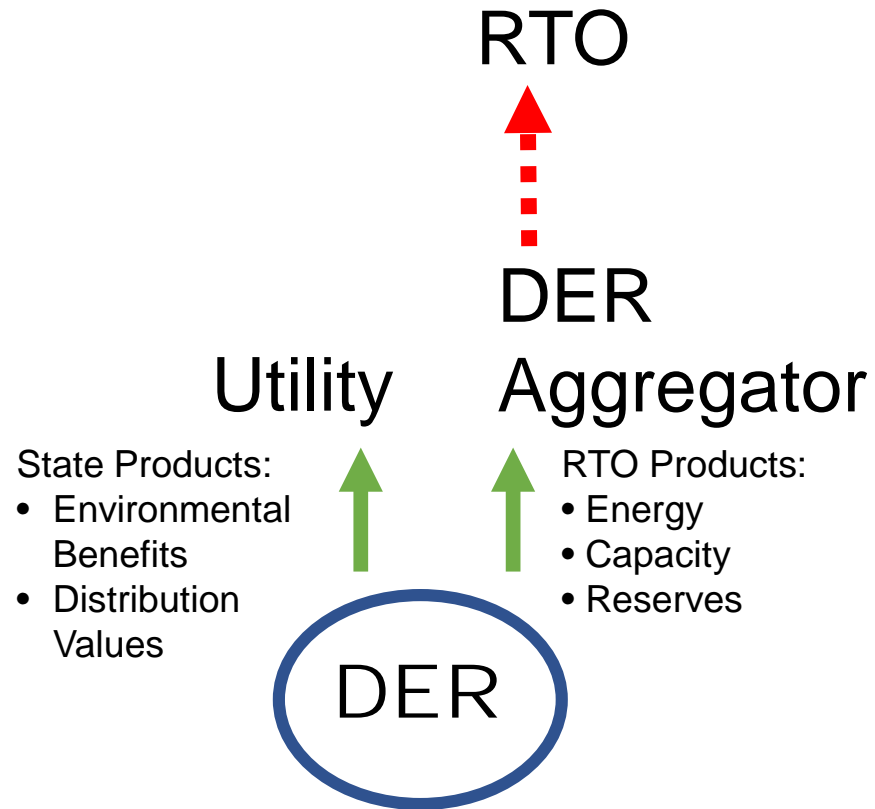 RTO
DER
Aggregator
Utility
State Products:
• Environmental
Benefits
• Distribution
Values
RTO Products:
• Energy
• Capacity
• Reserves
DER